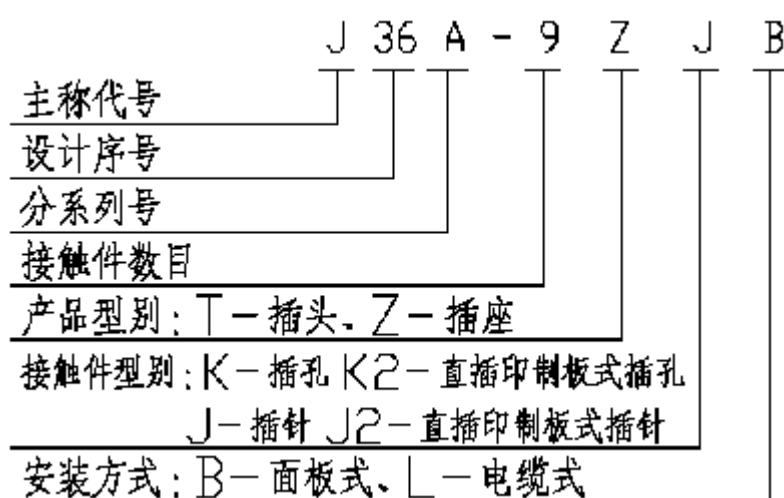 J 36 A - 9 Z J B
主称代号
设计序号
分系列号
接触件数目
产品型别:T-插头、Z-插座
接触件型别:K-插孔 K2-直插印制板式插孔
J-插针 J2-直插印制板式插针
安装方式:B-面板式、L-电缆式